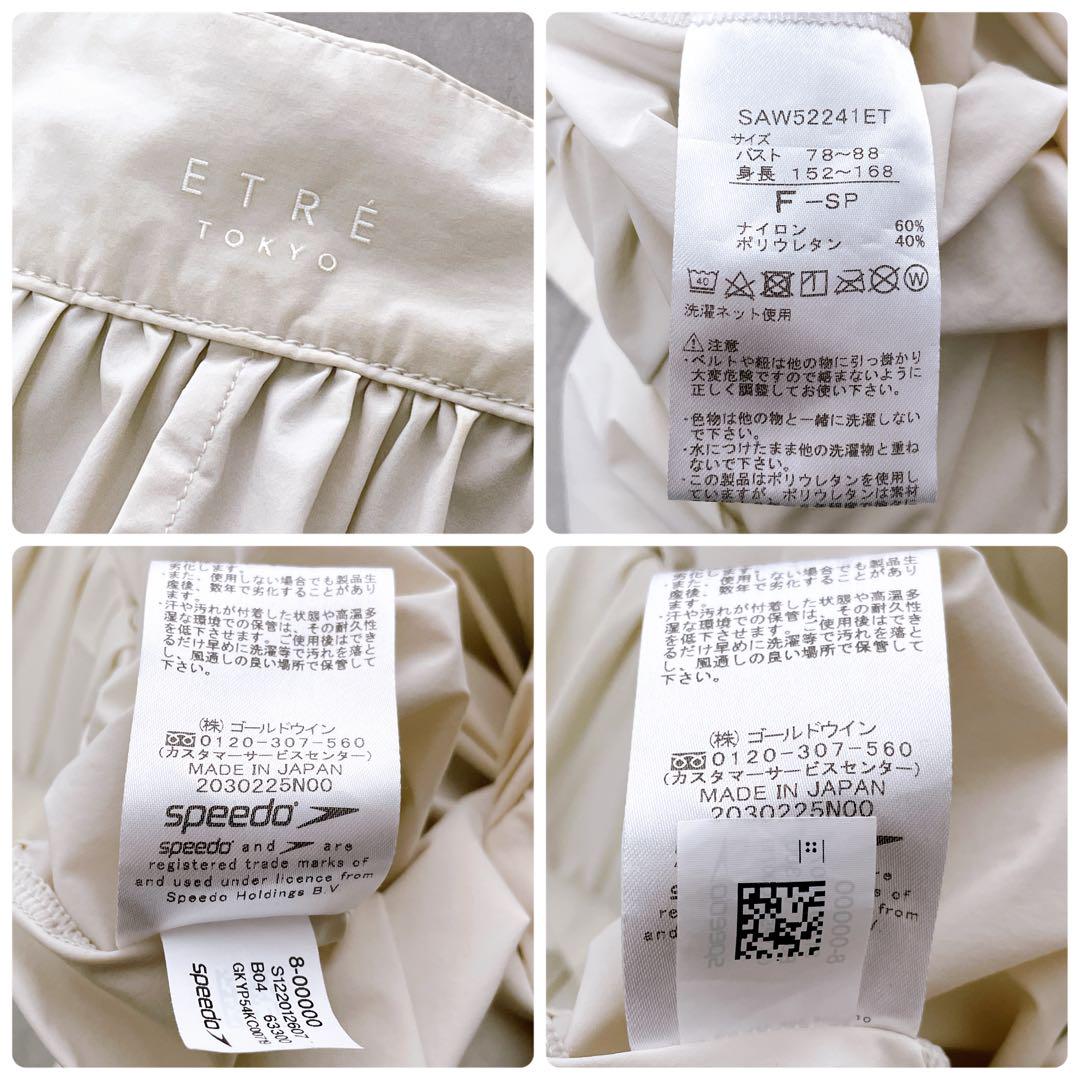 ETRÉ
TOKYO
SAW52241ET
サイズ
バスト 78～88
身長 152～168
F-SP
ナイロン 60%
ポリウレタン 40%
40
W
洗濯ネット使用
注意
・ベルトや紐は他の物に引っ掛かり
大変危険ですので絡まないように
正しく調整してお使い下さい。
・色物は他の物と一緒に洗濯しない
で下さい。
・水につけたまま他の洗濯物と重ね
ないで下さい。
・この製品はポリウレタンを使用し
ていますが、ポリウレタンは素材
劣化します。
・また、使用しない場合でも製品生
産後、数年で劣化することがあり
ます。
・汗や汚れが付着した状態や高温多
湿な環境での保管は、その耐久性
を低下させます。ご使用後はでき
るだけ早めに洗濯等で汚れを落と
し、風通しの良い場所で保管して
下さい。
(株)ゴールドウイン
0120-307-560
(カスタマーサービスセンター)
MADE IN JAPAN
2030225N00
speedo
speedo and are
registered trade marks of
and used under licence from
Speedo Holdings B.V
8-00000
S122012607
B04 63300
GKYP54KC0079
speedo
劣化します。
・また、使用しない場合でも製品生
産後、数年で劣化することがあり
ます。
・汗や汚れが付着した状態や高温多
湿な環境での保管は、その耐久性
を低下させます。ご使用後はでき
るだけ早めに洗濯等で汚れを落と
し、風通しの良い場所で保管して
下さい。
(株)ゴールドウイン
0120-307-560
(カスタマーサービスセンター)
MADE IN JAPAN
2030225N00
of
from